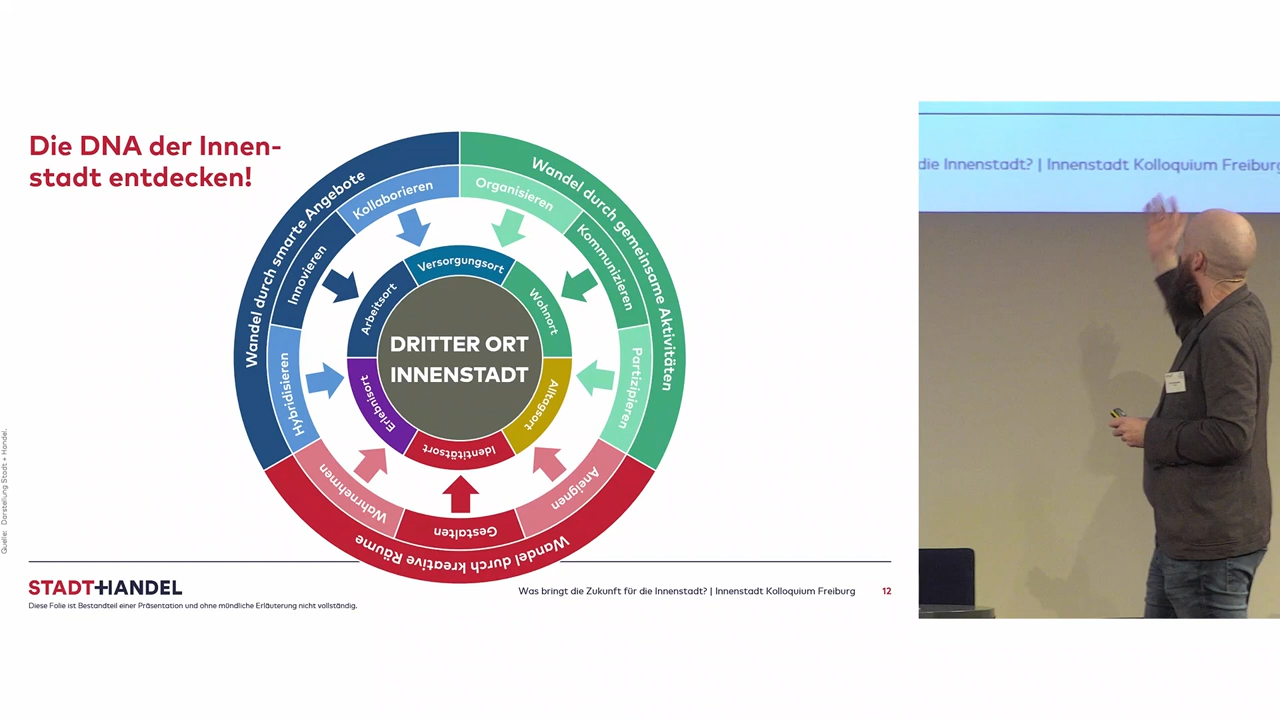 Die DNA der Innen-
stadt entdecken!
Wandel durch smarte Angebote
Wandel durch gemeinsame Aktivitäten
Wandel durch kreative Räume
Kollaborieren
Organisieren
Innovieren
Kommunizieren
Hybridisieren
Partizipieren
Wahrnehmen
Gestalten
Aneignen
Versorgungsort
Arbeitsort
Wohnort
Erlebnisort
Alltagsort
Identitätsort
DRITTER ORT
INNENSTADT
Quelle: Darstellung Stadt + Handel.
STADT+HANDEL
Diese Folie ist Bestandteil einer Präsentation und ohne mündliche Erläuterung nicht vollständig.
Was bringt die Zukunft für die Innenstadt? | Innenstadt Kolloquium Freiburg
12
die Innenstadt? | Innenstadt Kolloquium Freiburg